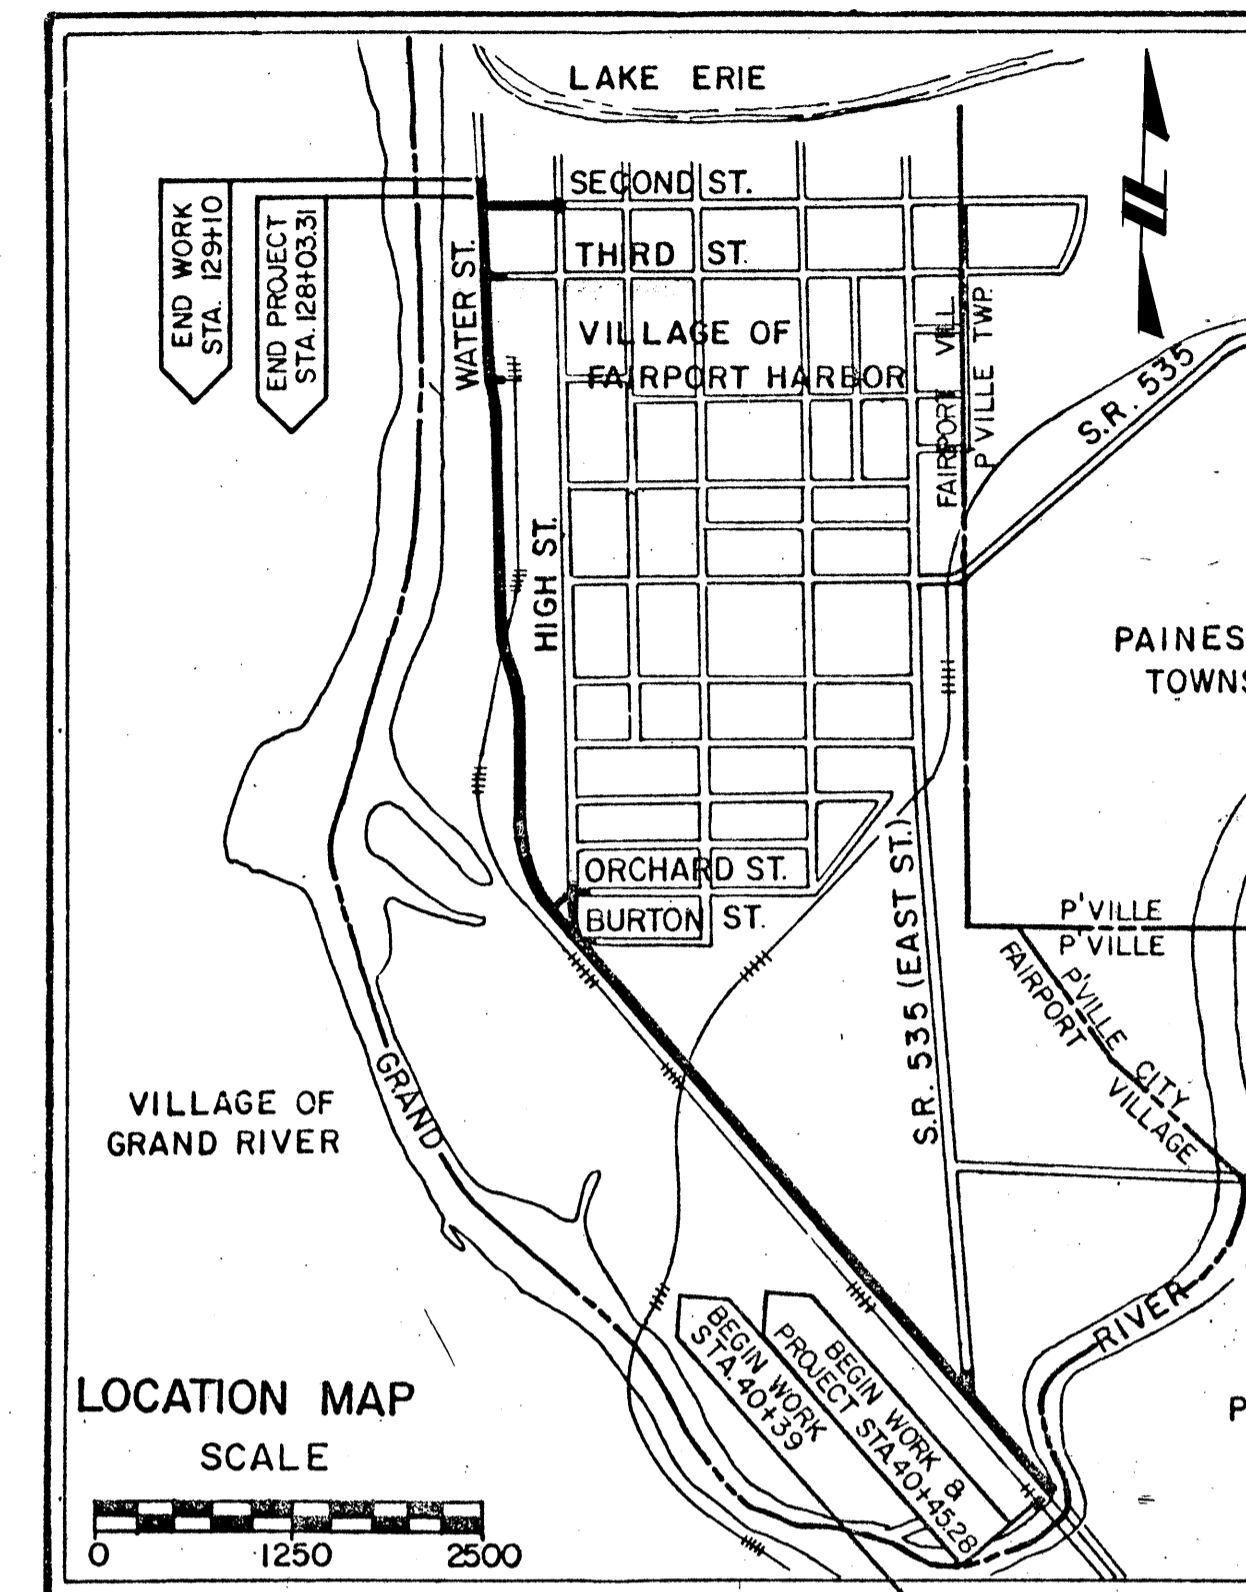 LAKE ERIE
SECOND ST.
THIRD ST.
WATER ST.
END WORK
STA. 129+10
END PROJECT
STA. 128+03.31
VILLAGE OF
FAIRPORT HARBOR
FAIRPORT VILL.
P'VILLE TWP.
S.R. 535
HIGH ST.
PAINES
TOWNS
ORCHARD ST.
BURTON ST.
S.R. 535 (EAST ST.)
P'VILLE
P'VILLE
P'VILLE CITY
FAIRPORT VILLAGE
GRAND
VILLAGE OF
GRAND RIVER
RIVER
BEGIN WORK
STA. 40+39
BEGIN WORK &
PROJECT STA. 40+45.28
P
LOCATION MAP
SCALE
0 1250 2500